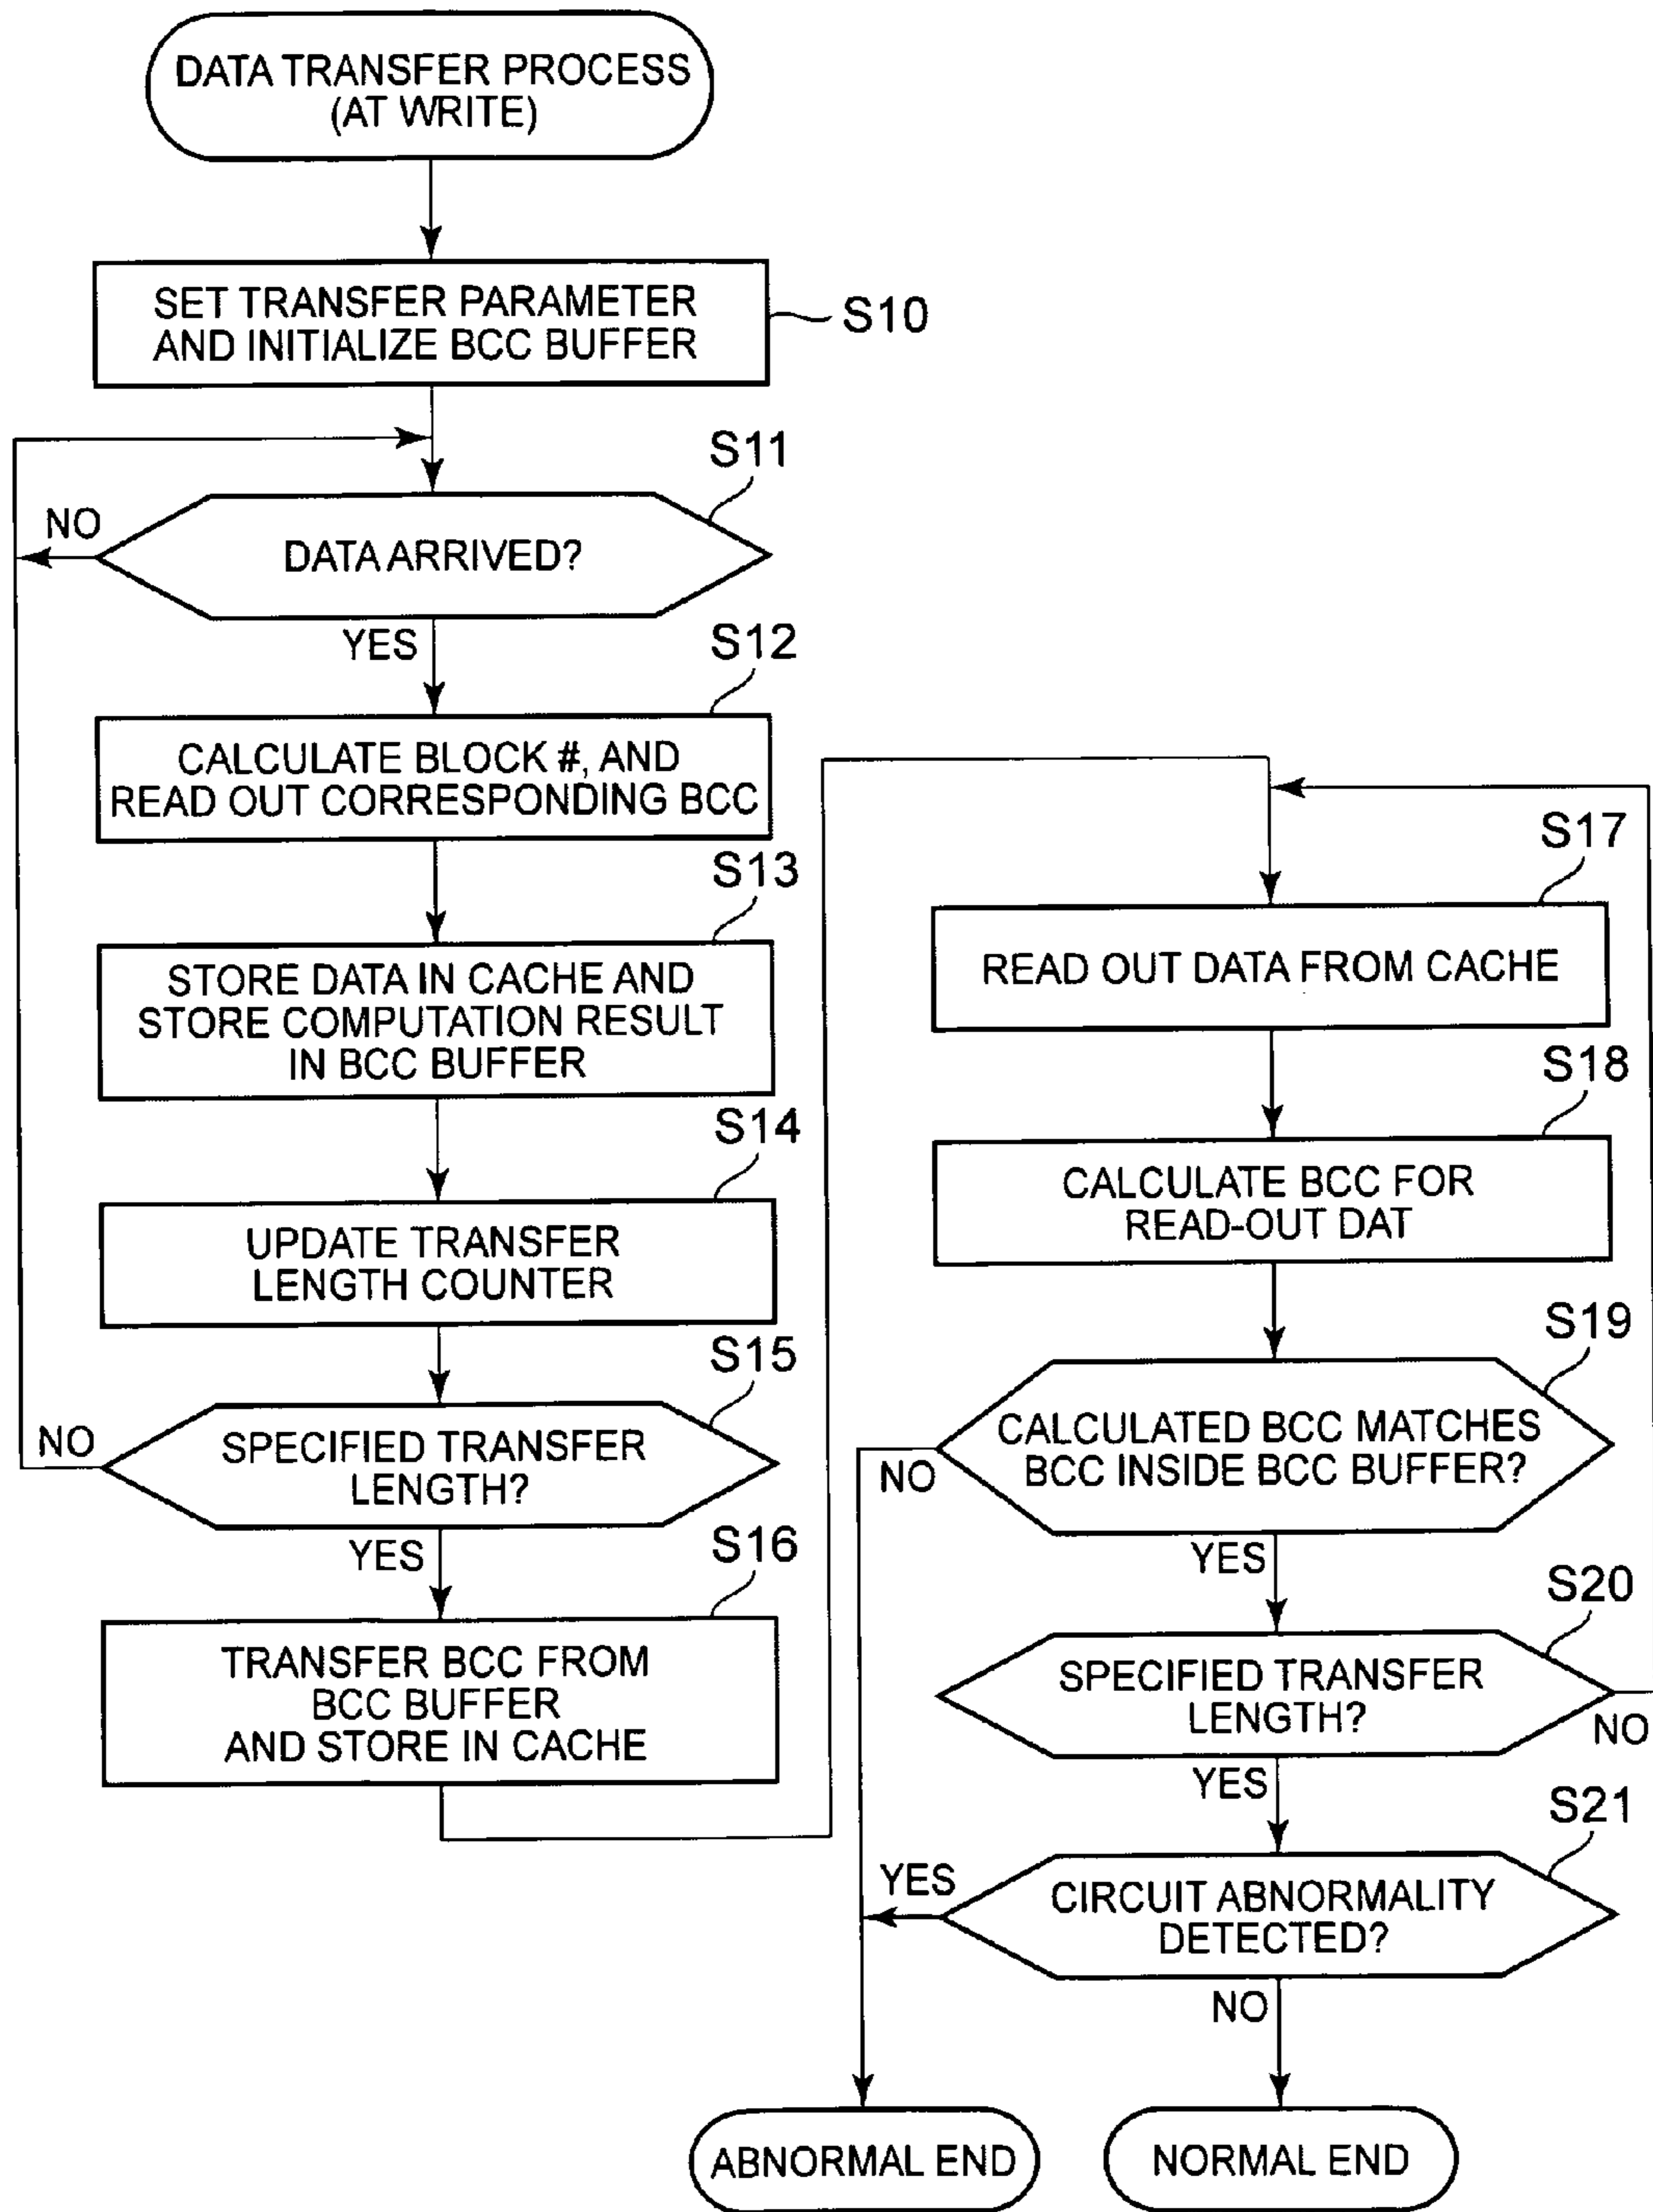 DATA TRANSFER PROCESS
(AT WRITE)
SET TRANSFER PARAMETER
AND INITIALIZE BCC BUFFER
S10
S11
NO
DATA ARRIVED?
YES
S12
CALCULATE BLOCK #, AND
READ OUT CORRESPONDING BCC
S13
STORE DATA IN CACHE AND
STORE COMPUTATION RESULT
IN BCC BUFFER
S14
UPDATE TRANSFER
LENGTH COUNTER
S15
NO
SPECIFIED TRANSFER
LENGTH?
YES
S16
TRANSFER BCC FROM
BCC BUFFER
AND STORE IN CACHE
S17
READ OUT DATA FROM CACHE
S18
CALCULATE BCC FOR
READ-OUT DAT
S19
CALCULATED BCC MATCHES
BCC INSIDE BCC BUFFER?
NO
YES
S20
SPECIFIED TRANSFER
LENGTH?
NO
YES
S21
YES
CIRCUIT ABNORMALITY
DETECTED?
NO
ABNORMAL END
NORMAL END